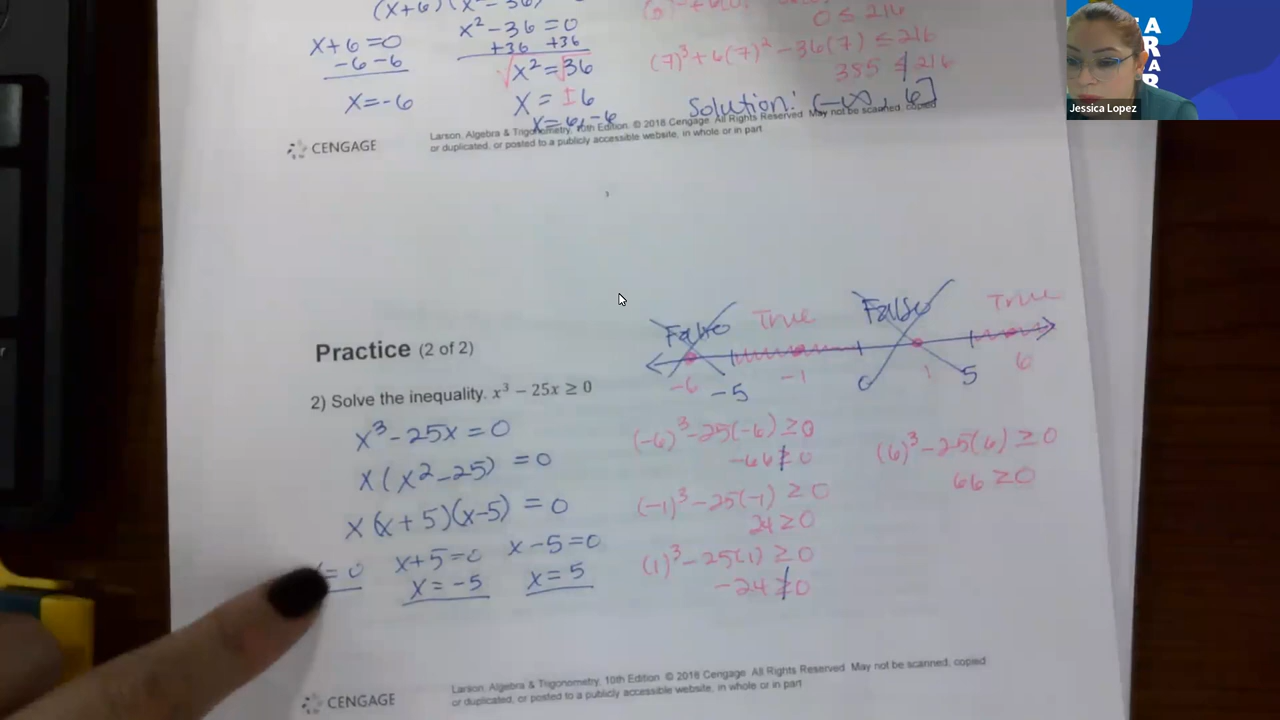 (x+6)(x²-36)
x+6=0
-6 -6
x=-6
x²-36=0
+36 +36
√x²=√36
x=±6
x=6,-6
0≤216
(7)³+6(7)²-36(7)≤216
385≰216
Solution: (-∞, 6]
CENGAGE
Larson, Algebra & Trigonometry, 10th Edition. © 2018 Cengage. All Rights Reserved. May not be scanned, copied
or duplicated, or posted to a publicly accessible website, in whole or in part.
Practice (2 of 2)
2) Solve the inequality. x³ − 25x ≥ 0
x³-25x=0
x(x²-25)=0
x(x+5)(x-5)=0
=0
x+5=0
x=-5
x-5=0
x=5
False True False True
-6 -5 -1 0 1 5 6
(-6)³-25(-6)≥0
-66≱0
(-1)³-25(-1)≥0
24≥0
(1)³-25(1)≥0
-24≱0
(6)³-25(6)≥0
66≥0
CENGAGE
Larson, Algebra & Trigonometry, 10th Edition. © 2018 Cengage. All Rights Reserved. May not be scanned, copied
or duplicated, or posted to a publicly accessible website, in whole or in part.
Jessica Lopez